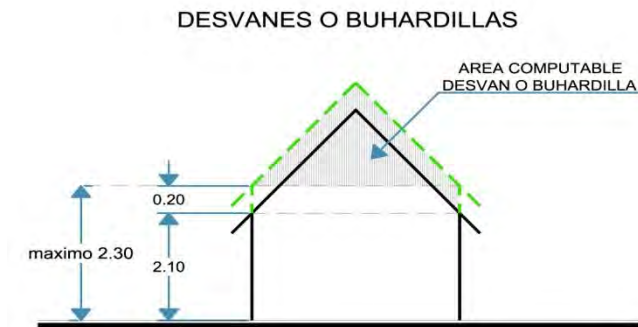 DESVANES O BUHARDILLAS
AREA COMPUTABLE
DESVAN O BUHARDILLA
0.20
maximo 2.30
2.10